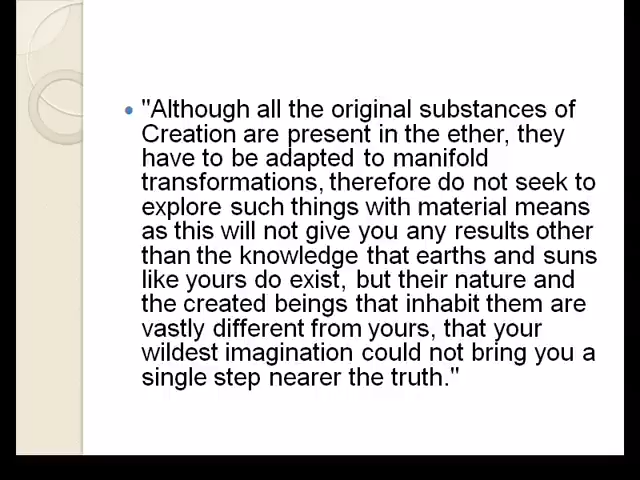 "Although all the original substances of
Creation are present in the ether, they
have to be adapted to manifold
transformations, therefore do not seek to
explore such things with material means
as this will not give you any results other
than the knowledge that earths and suns
like yours do exist, but their nature and
the created beings that inhabit them are
vastly different from yours, that your
wildest imagination could not bring you a
single step nearer the truth."